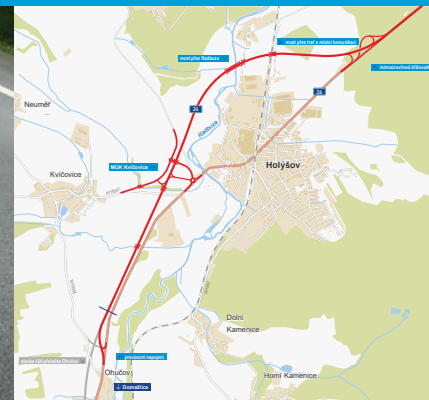 most přes Radbuzu
most přes trať a místní komunikaci
mimoúrovňová křižovatka
Neuměř
26
26
Radbuza
MÚK Kvíčovice
Kvíčovice
Holýšov
Dolní
Kamenice
provizorní napojení
Ohučov
Domažlice
Horní Kamenice